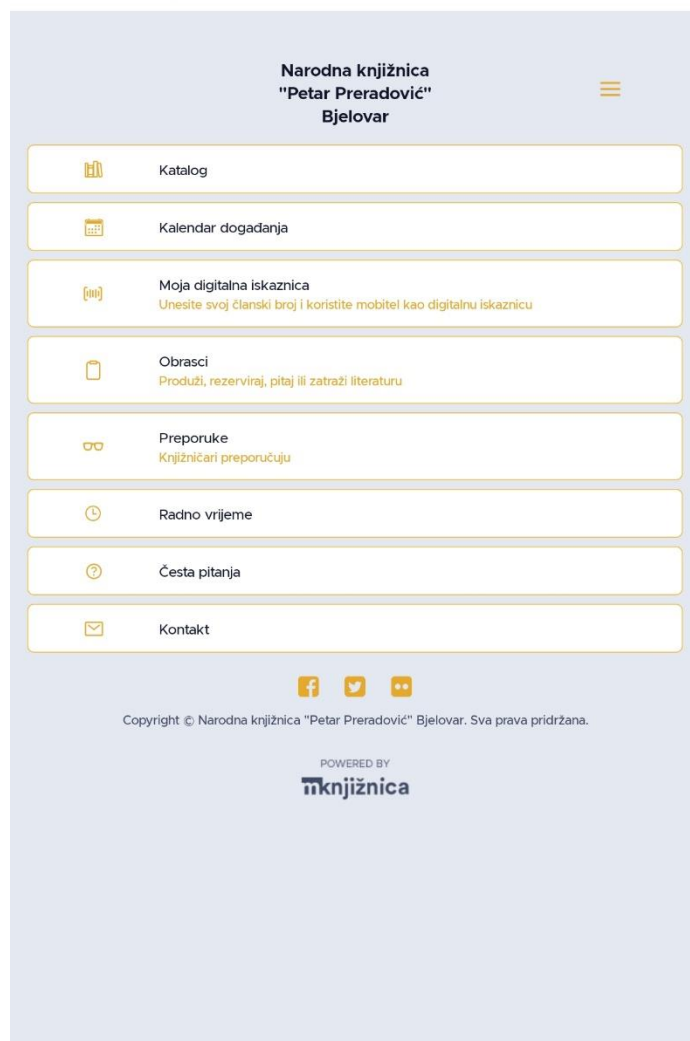 Narodna knjižnica
"Petar Preradović"
Bjelovar
Katalog
Kalendar događanja
Moja digitalna iskaznica
Unesite svoj članski broj i koristite mobitel kao digitalnu iskaznicu
Obrasci
Produži, rezerviraj, pitaj ili zatraži literaturu
Preporuke
Knjižničari preporučuju
Radno vrijeme
Česta pitanja
Kontakt
Copyright © Narodna knjižnica "Petar Preradović" Bjelovar. Sva prava pridržana.
POWERED BY
mknjižnica